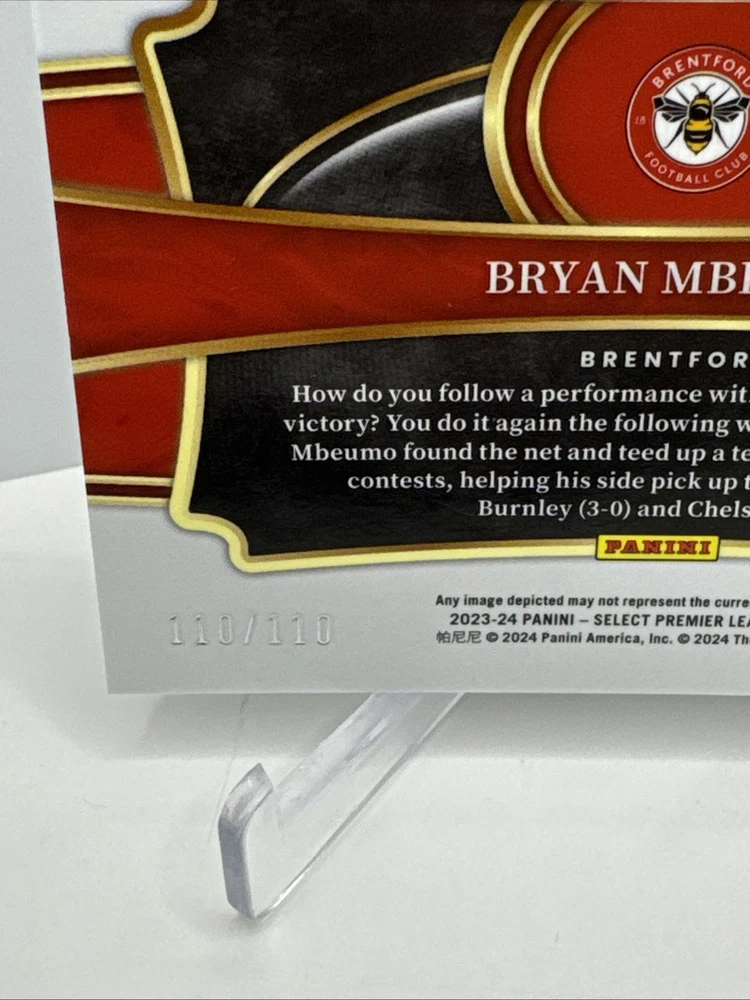 BRENTFORD
18
FOOTBALL CLUB
BRYAN MBE
BRENTFOR
How do you follow a performance wit
victory? You do it again the following w
Mbeumo found the net and teed up a te
contests, helping his side pick up t
Burnley (3-0) and Chels
PANINI
Any image depicted may not represent the curre
2023-24 PANINI – SELECT PREMIER LEA
帕尼尼 © 2024 Panini America, Inc. © 2024 Th
110/110